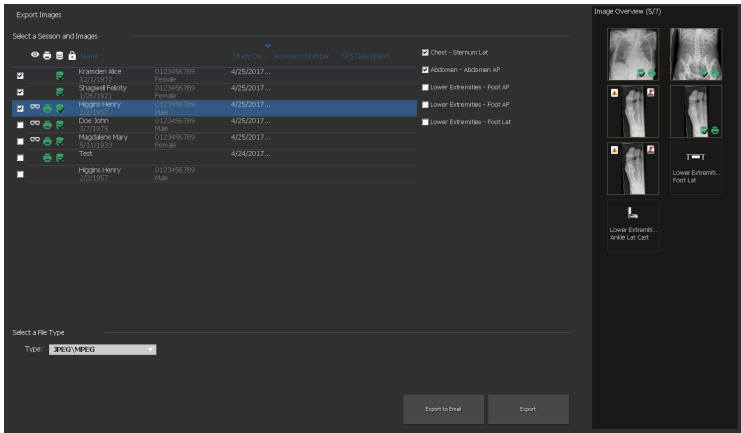 Export Images
Image Overview (5/7)
Select a Session and Images
Name
Study Da... Accession Number SPS Description
Kramden Alice 0123456789 4/25/2017...
12/1/1972 Female
Shagwell Felicity 0123456789 4/25/2017...
1/26/1921 Female
Higgins Henry 0123456789 4/25/2017...
2/2/1957 Male
Doe John 0123456789 4/25/2017...
3/7/1975 Male
Magdalene Mary 0123456789 4/25/2017...
5/11/1933 Female
Test 4/24/2017...
Higgins Henry 0123456789
2/2/1957 Male
Chest - Sternum Lat
Abdomen - Abdomen AP
Lower Extremities - Foot AP
Lower Extremities - Foot AP
Lower Extremities - Foot Lat
Lower Extremiti...
Foot Lat
Lower Extremiti...
Ankle Lat Cast
Select a File Type
Type: JPEG\MPEG
Export to Email
Export